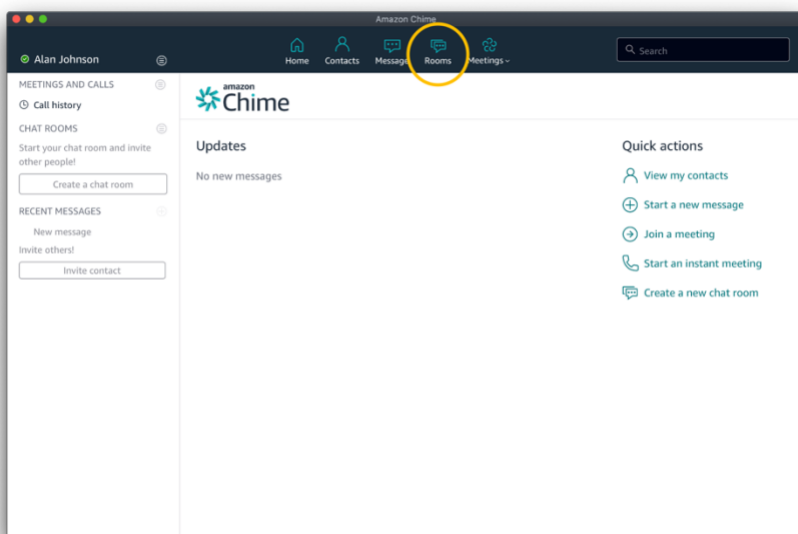 Amazon Chime
Alan Johnson
Home
Contacts
Message
Rooms
Meetings
Search
MEETINGS AND CALLS
Call history
CHAT ROOMS
Start your chat room and invite
other people!
Create a chat room
RECENT MESSAGES
New message
Invite others!
Invite contact
amazon
Chime
Updates
No new messages
Quick actions
View my contacts
Start a new message
Join a meeting
Start an instant meeting
Create a new chat room